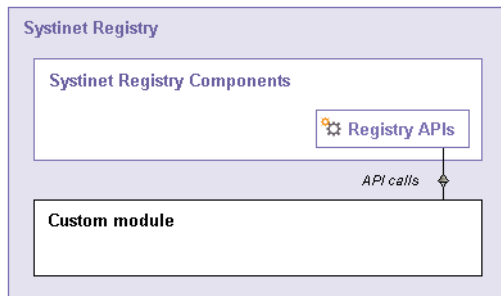 Systinet Registry
Systinet Registry Components
Registry APIs
API calls
Custom module